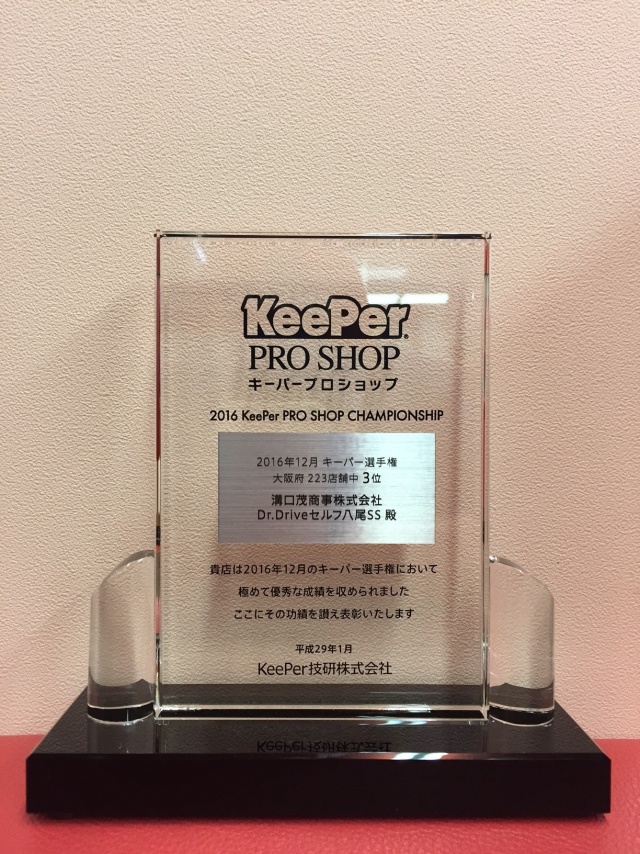 KeePer®
PRO SHOP
キーパープロショップ
2016 KeePer PRO SHOP CHAMPIONSHIP
2016年12月 キーパー選手権
大阪府 223店舗中 3位
溝口茂商事株式会社
Dr.Driveセルフ八尾SS 殿
貴店は2016年12月のキーパー選手権において
極めて優秀な成績を収められました
ここにその功績を讃え表彰いたします
平成29年1月
KeePer技研株式会社